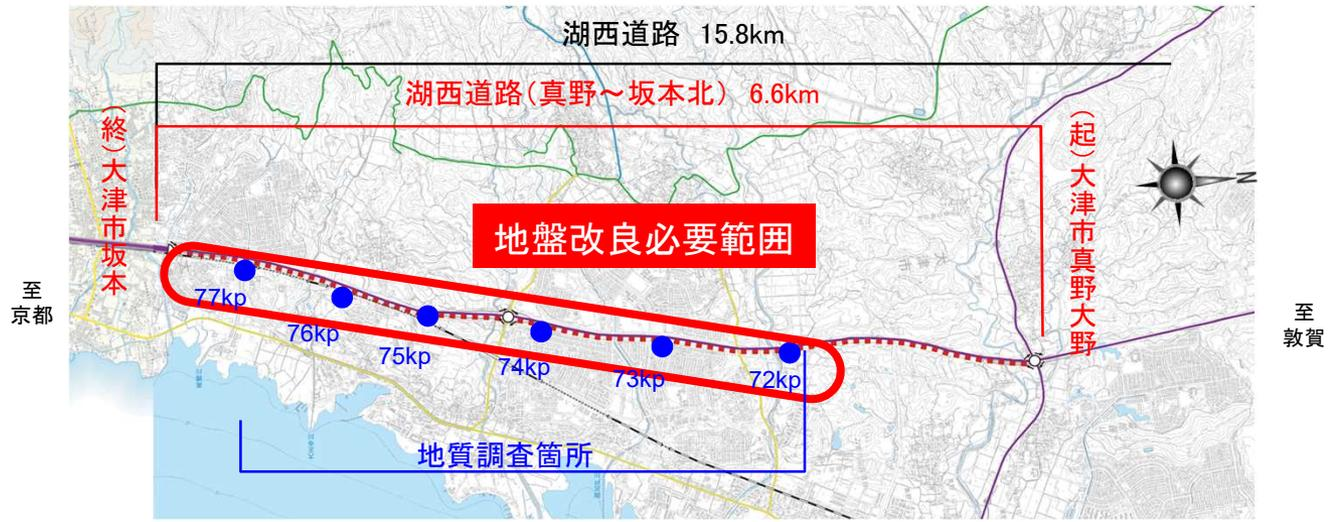 湖西道路 15.8km
湖西道路(真野~坂本北) 6.6km
(終)大津市坂本
(起)大津市真野大野
N
地盤改良必要範囲
至
京都
至
敦賀
77kp
76kp
75kp
74kp
73kp
72kp
地質調査箇所
大津市